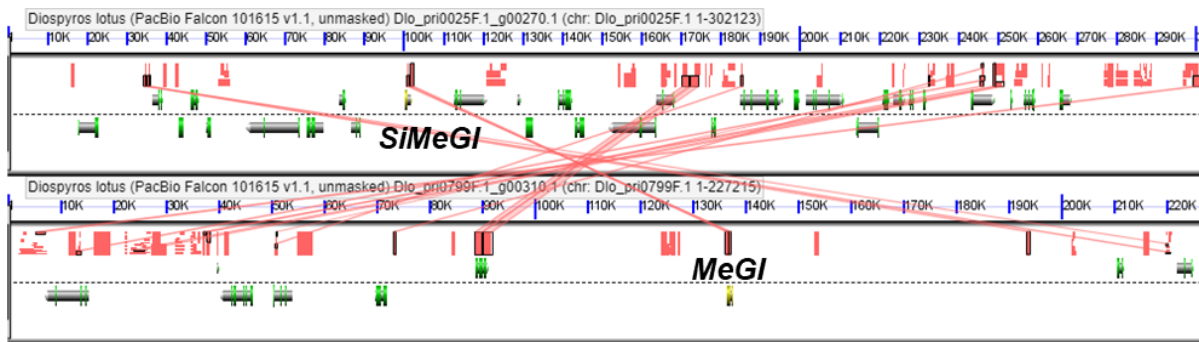 Diospyros lotus (PacBio Falcon 101615 v1.1, unmasked) Dlo_pri0025F.1_g00270.1 (chr: Dlo_pri0025F.1 1-302123)
10K 20K 30K 40K 50K 60K 70K 80K 90K 100K 110K 120K 130K 140K 150K 160K 170K 180K 190K 200K 210K 220K 230K 240K 250K 260K 270K 280K 290K
SiMeGI
Diospyros lotus (PacBio Falcon 101615 v1.1, unmasked) Dlo_pri0799F.1_g00310.1 (chr: Dlo_pri0799F.1 1-227215)
10K 20K 30K 40K 50K 60K 70K 80K 90K 100K 110K 120K 130K 140K 150K 160K 170K 180K 190K 200K 210K 220K
MeGI